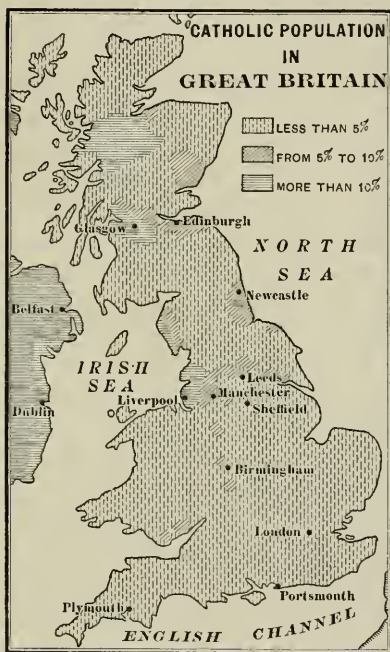 CATHOLIC POPULATION
IN
GREAT BRITAIN
LESS THAN 5%
FROM 5% TO 10%
MORE THAN 10%
Glasgow
Edinburgh
NORTH
SEA
Newcastle
Belfast
IRISH
SEA
Leeds
Liverpool
Manchester
Dublin
Sheffield
Birmingham
London
Portsmouth
Plymouth
ENGLISH CHANNEL